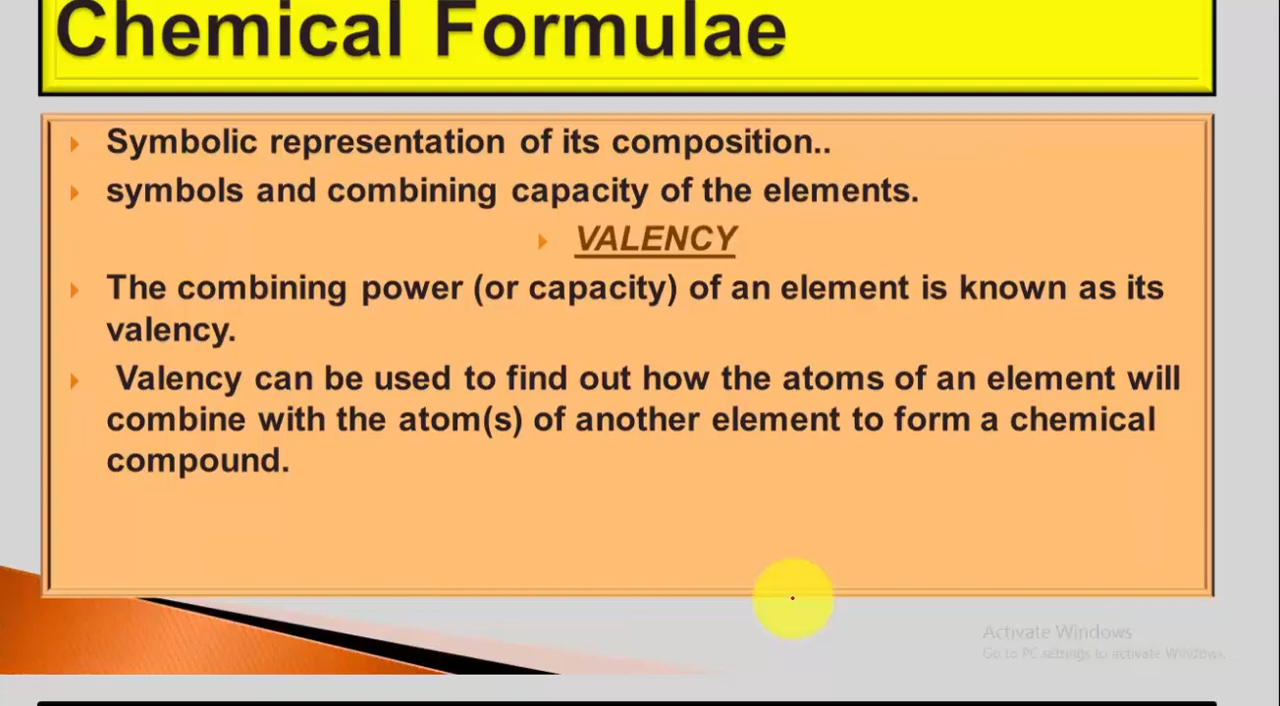 Chemical Formulae
Symbolic representation of its composition..
symbols and combining capacity of the elements.
VALENCY
The combining power (or capacity) of an element is known as its
valency.
Valency can be used to find out how the atoms of an element will
combine with the atom(s) of another element to form a chemical
compound.
Activate Windows
Go to PC settings to activate Windows.